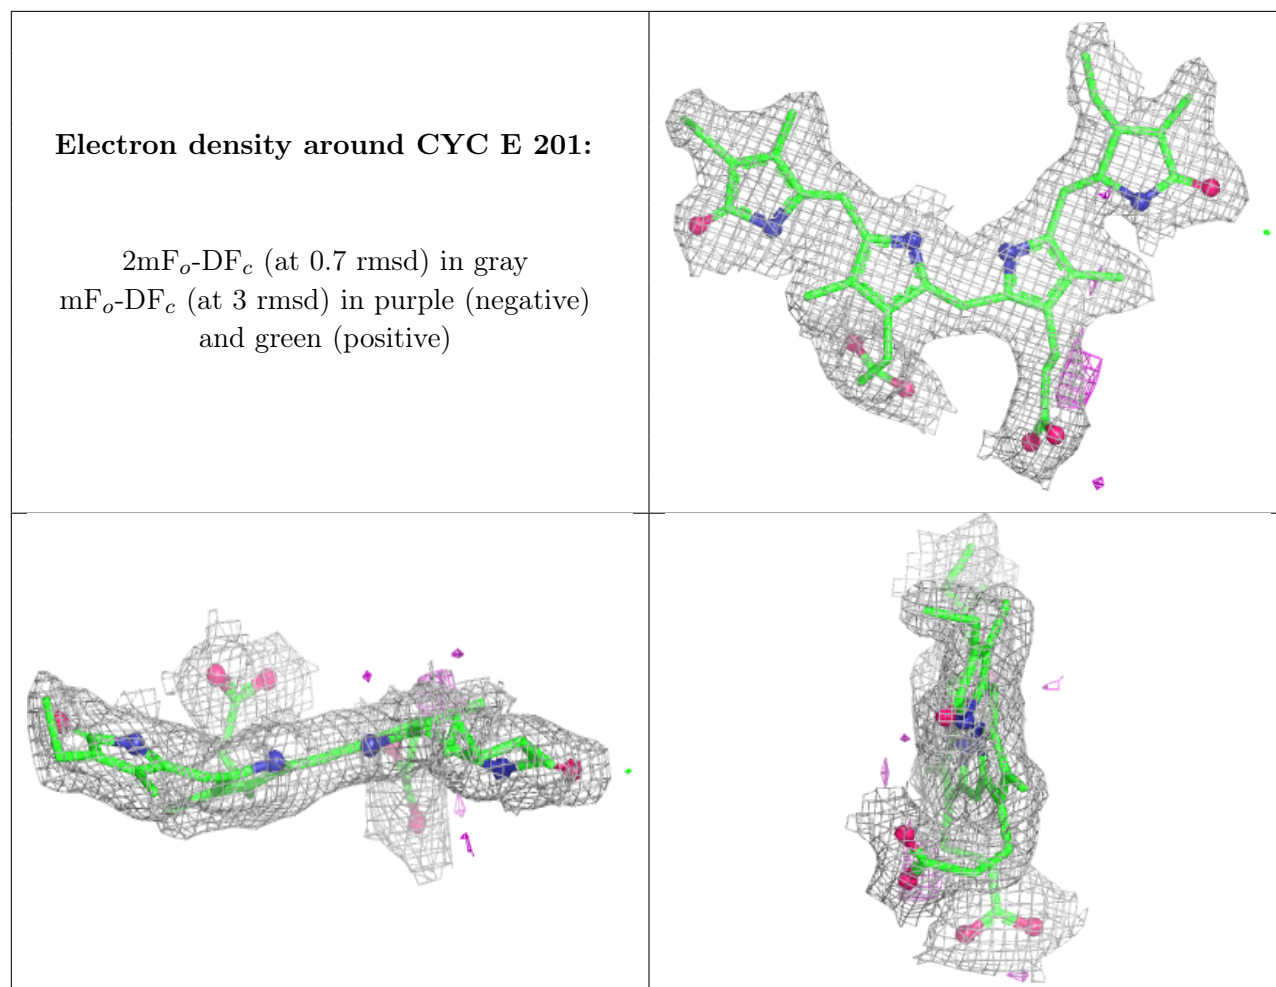 Electron density around CYC E 201:
2mFₒ-DF𝒸 (at 0.7 rmsd) in gray
mFₒ-DF𝒸 (at 3 rmsd) in purple (negative)
and green (positive)